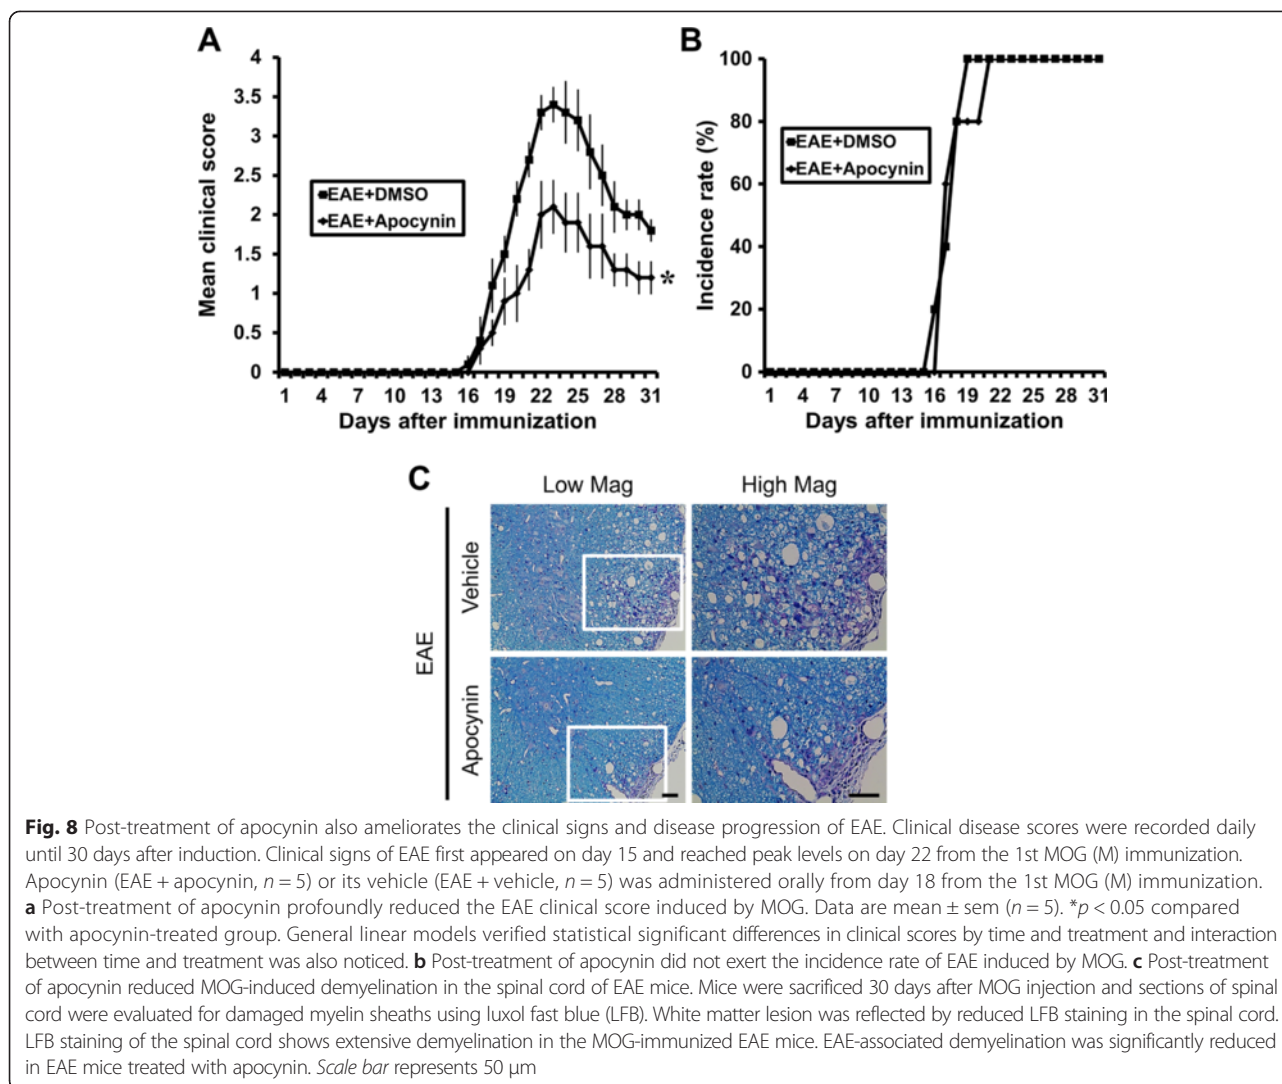 A
4
3.5
3
2.5
2
1.5
1
0.5
0
Mean clinical score
EAE+DMSO
EAE+Apocynin
*
1 4 7 10 13 16 19 22 25 28 31
Days after immunization
B
100
80
60
40
20
0
Incidence rate (%)
EAE+DMSO
EAE+Apocynin
1 4 7 10 13 16 19 22 25 28 31
Days after immunization
C
Low Mag High Mag
EAE
Vehicle
Apocynin
Fig. 8 Post-treatment of apocynin also ameliorates the clinical signs and disease progression of EAE. Clinical disease scores were recorded daily
until 30 days after induction. Clinical signs of EAE first appeared on day 15 and reached peak levels on day 22 from the 1st MOG (M) immunization.
Apocynin (EAE + apocynin, n = 5) or its vehicle (EAE + vehicle, n = 5) was administered orally from day 18 from the 1st MOG (M) immunization.
a Post-treatment of apocynin profoundly reduced the EAE clinical score induced by MOG. Data are mean ± sem (n = 5). *p < 0.05 compared
with apocynin-treated group. General linear models verified statistical significant differences in clinical scores by time and treatment and interaction
between time and treatment was also noticed. b Post-treatment of apocynin did not exert the incidence rate of EAE induced by MOG. c Post-treatment
of apocynin reduced MOG-induced demyelination in the spinal cord of EAE mice. Mice were sacrificed 30 days after MOG injection and sections of spinal
cord were evaluated for damaged myelin sheaths using luxol fast blue (LFB). White matter lesion was reflected by reduced LFB staining in the spinal cord.
LFB staining of the spinal cord shows extensive demyelination in the MOG-immunized EAE mice. EAE-associated demyelination was significantly reduced
in EAE mice treated with apocynin. Scale bar represents 50 μm